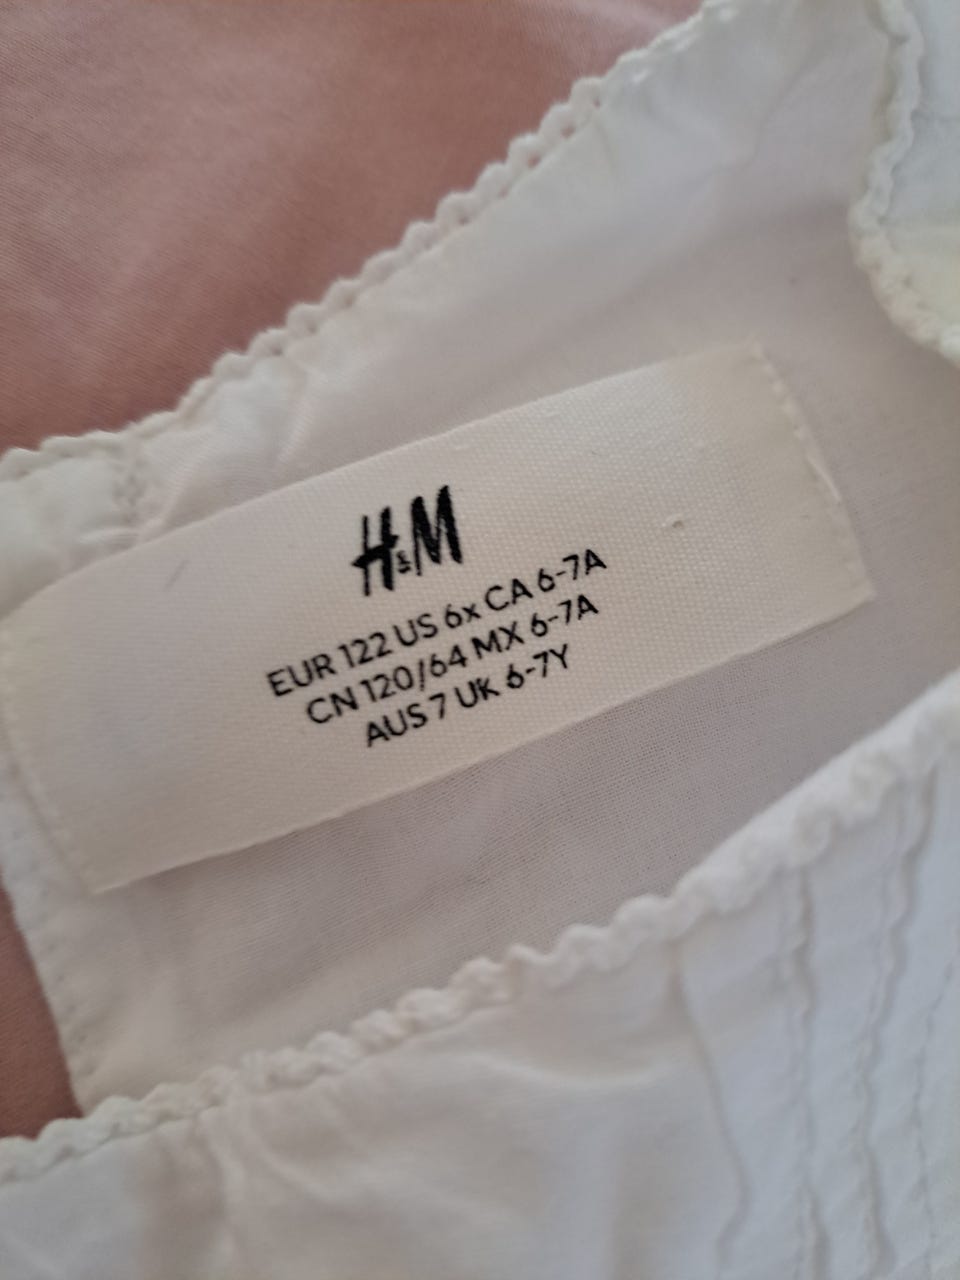 H&M
EUR 122 US 6x CA 6-7A
CN 120/64 MX 6-7A
AUS 7 UK 6-7Y